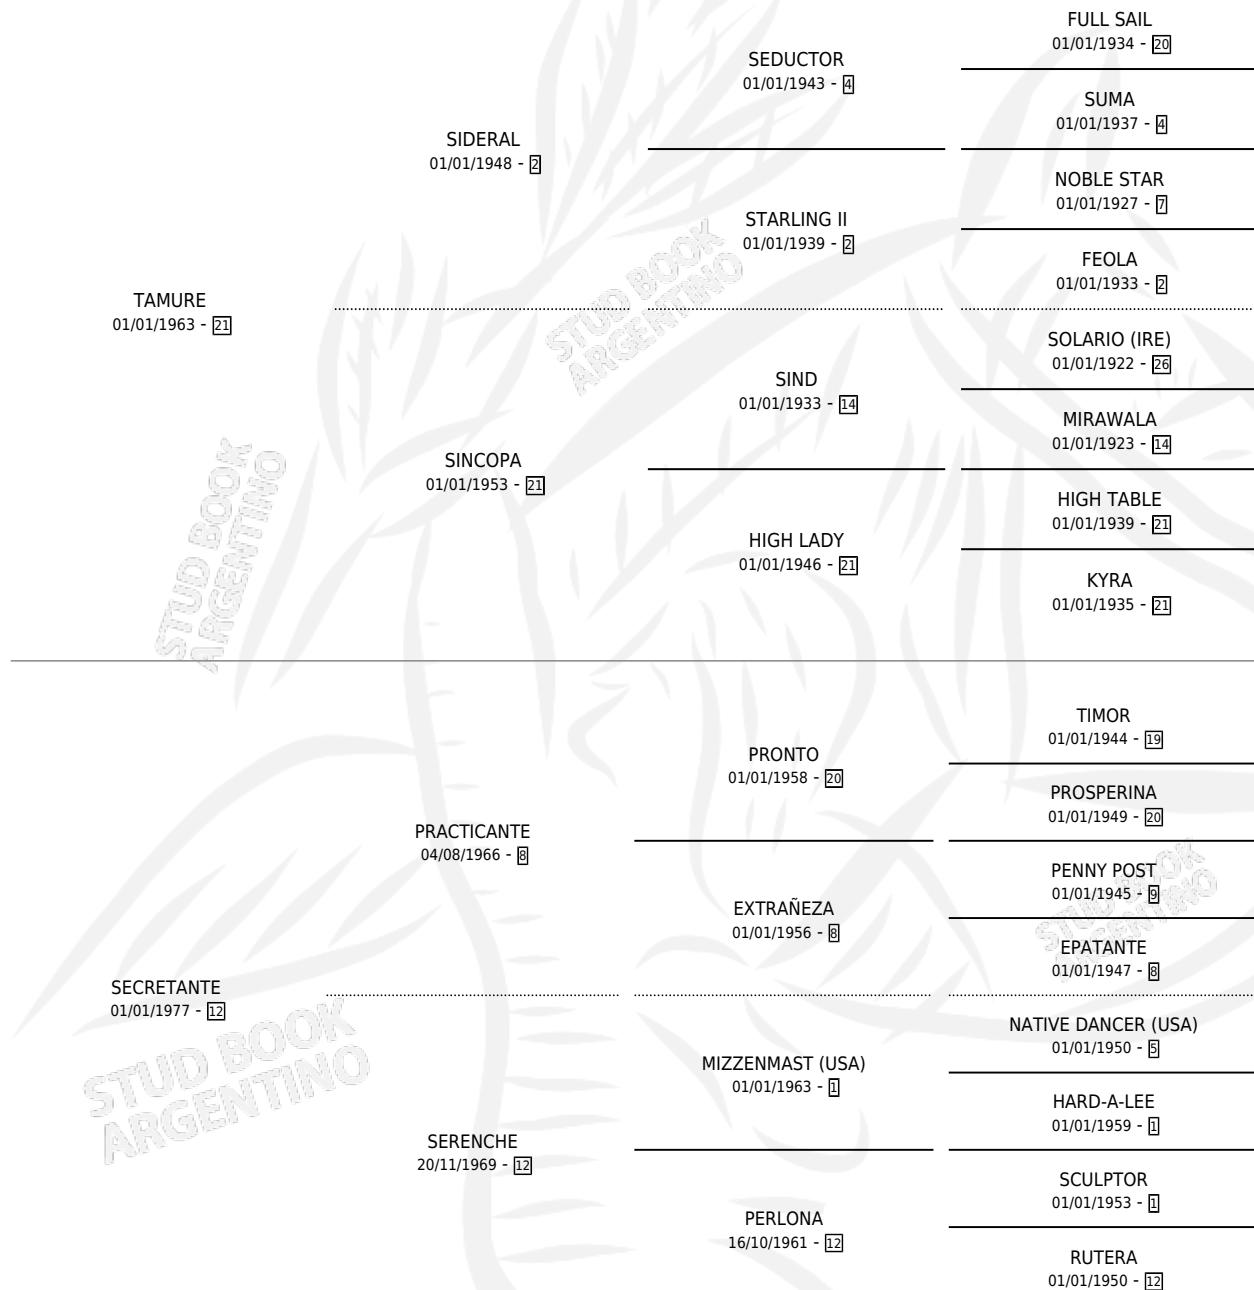 FULL SAIL
01/01/1934 - 20
SEDUCTOR
01/01/1943 - 4
SUMA
01/01/1937 - 4
SIDERAL
01/01/1948 - 2
NOBLE STAR
01/01/1927 - 7
STARLING II
01/01/1939 - 2
FEOLA
01/01/1933 - 2
STUD BOOK
ARGENTINO
TAMURE
01/01/1963 - 21
SOLARIO (IRE)
01/01/1922 - 26
SIND
01/01/1933 - 14
MIRAWALA
01/01/1923 - 14
SINCOPA
01/01/1953 - 21
HIGH TABLE
01/01/1939 - 21
HIGH LADY
01/01/1946 - 21
KYRA
01/01/1935 - 21
STUD BOOK
ARGENTINO
TIMOR
01/01/1944 - 19
PRONTO
01/01/1958 - 20
PROSPERINA
01/01/1949 - 20
PRACTICANTE
04/08/1966 - 8
PENNY POST
01/01/1945 - 9
EXTRAÑEZA
01/01/1956 - 8
STUD BOOK
ARGENTINO
EPATANTE
01/01/1947 - 8
SECRETANTE
01/01/1977 - 12
NATIVE DANCER (USA)
01/01/1950 - 5
STUD BOOK
ARGENTINO
MIZZENMAST (USA)
01/01/1963 - 1
HARD-A-LEE
01/01/1959 - 1
SERENCHE
20/11/1969 - 12
SCULPTOR
01/01/1953 - 1
PERLONA
16/10/1961 - 12
RUTERA
01/01/1950 - 12